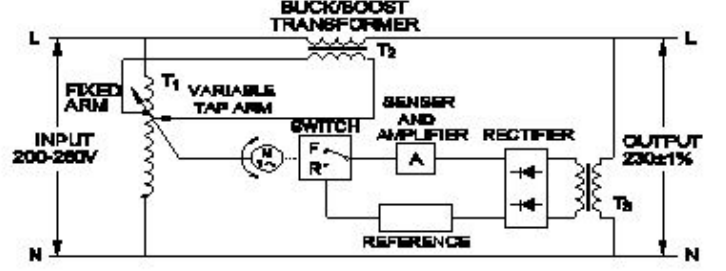 BUCK/BOOST
TRANSFORMER
L
L
T2
T1
FIXED
ARM
VARIABLE
TAP ARM
SENSER
AND
AMPLIFIER
SWITCH
RECTIFIER
INPUT
200-260V
OUTPUT
230±1%
M
1~
F
R
A
T3
REFERENCE
N
N